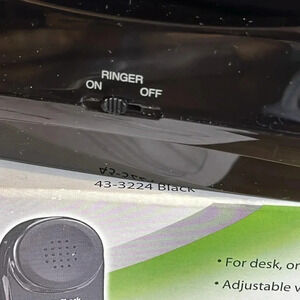 RINGER
ON OFF
43-3224 Black
• For desk, or
• Adjustable v